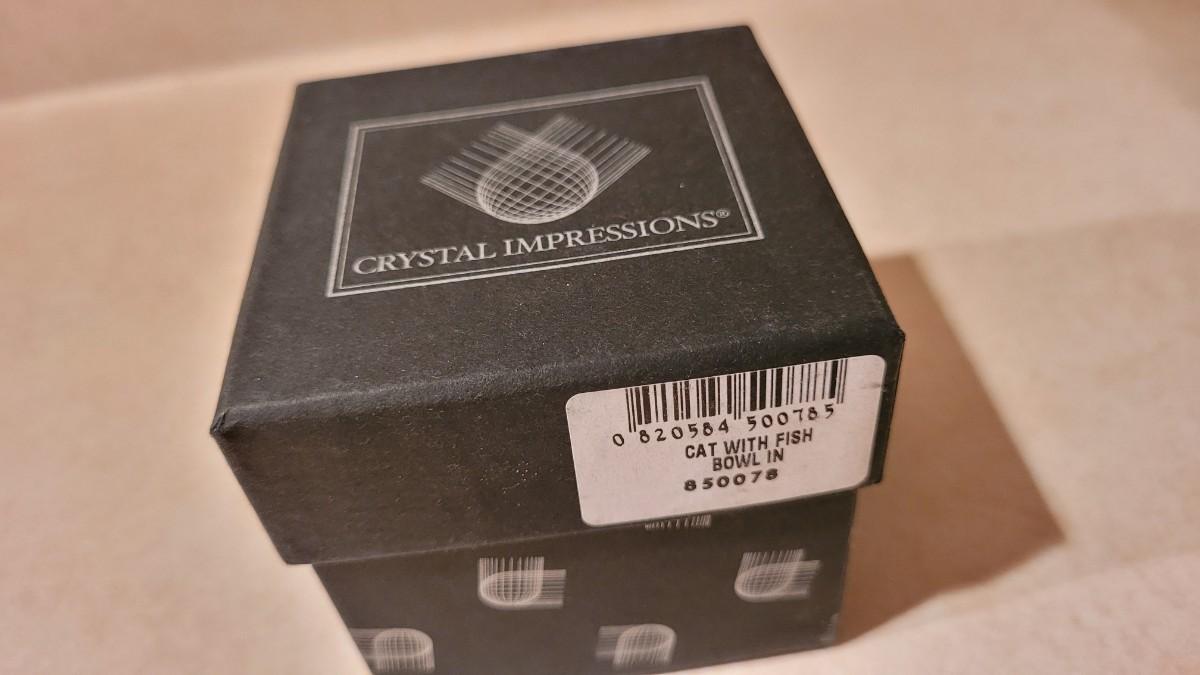 CRYSTAL IMPRESSIONS®
0 820584 500785
CAT WITH FISH
BOWL IN
850078